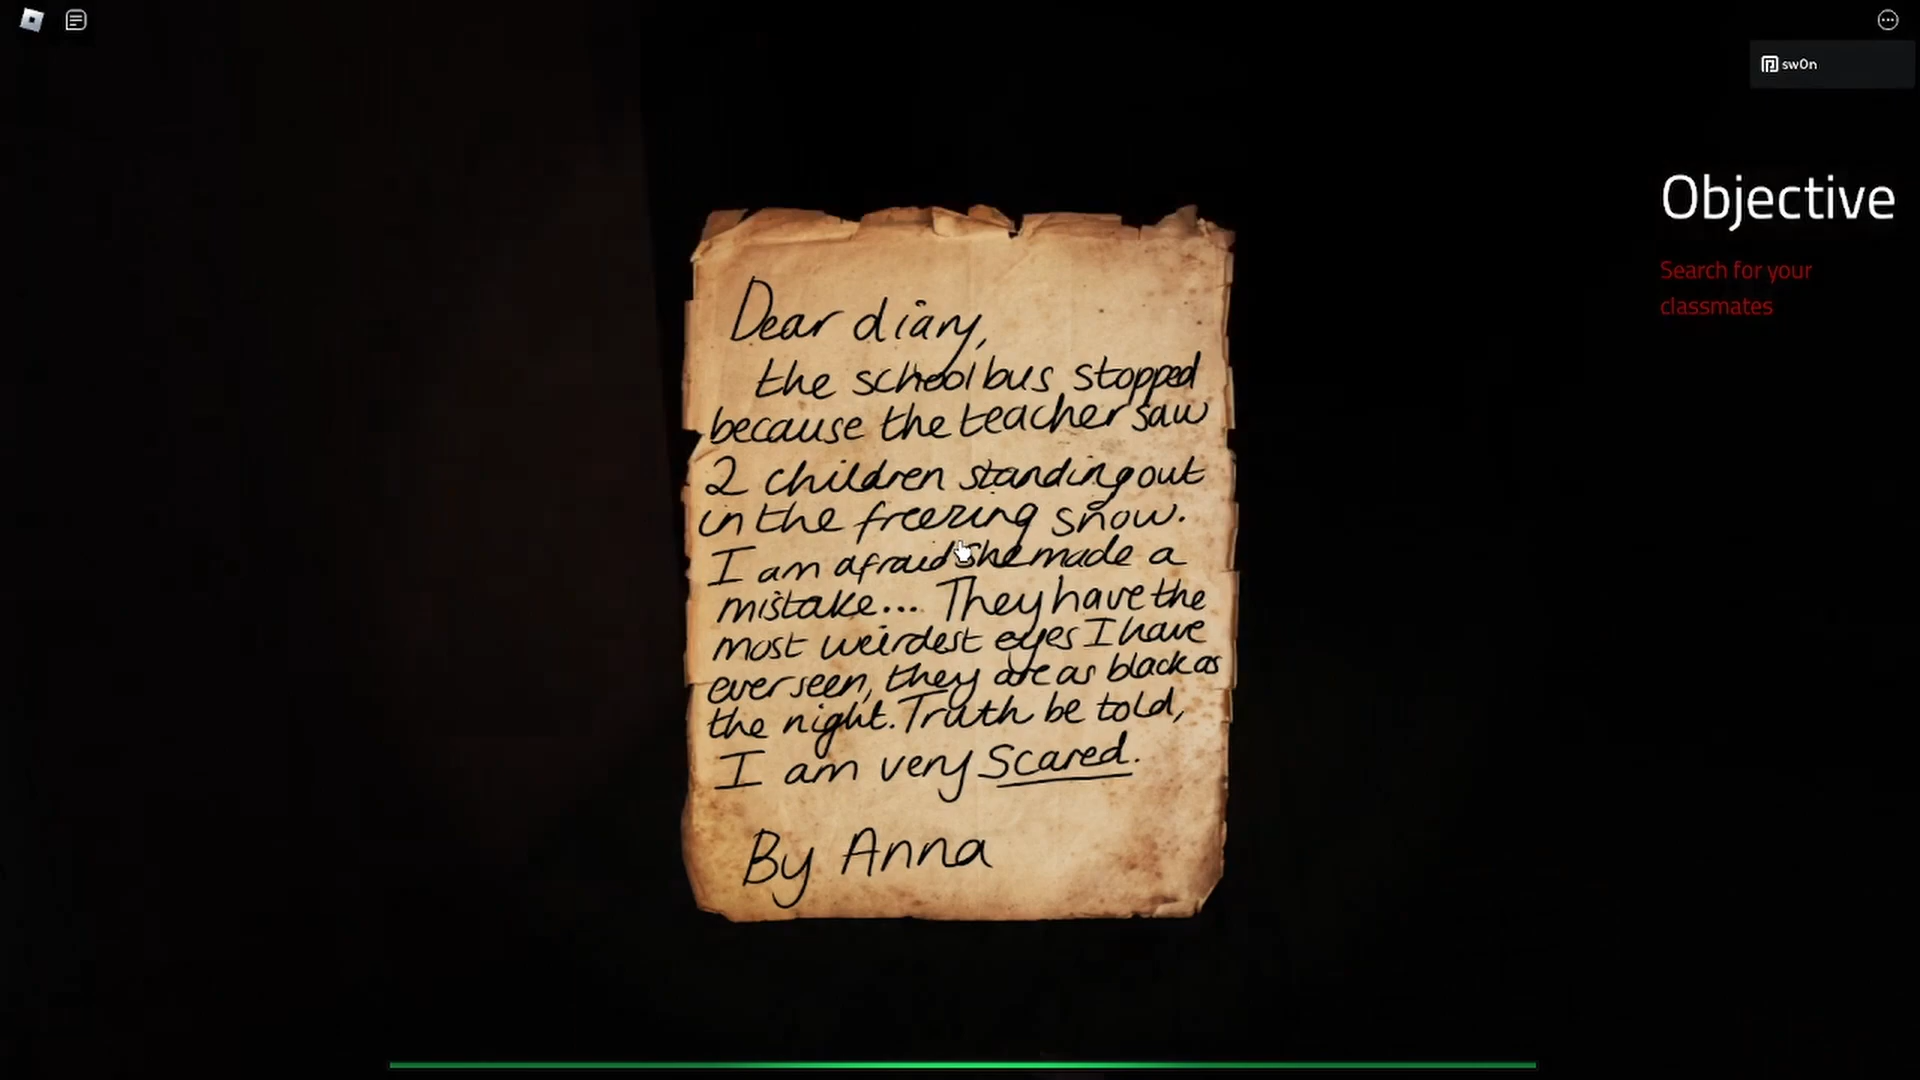 sw0n
Objective
Search for your
classmates
Dear diary,
the school bus stopped
because the teacher saw
2 children standing out
in the freezing snow.
I am afraid she made a
mistake... They have the
most weirdest eyes I have
ever seen, they are as black as
the night. Truth be told,
I am very Scared.
By Anna